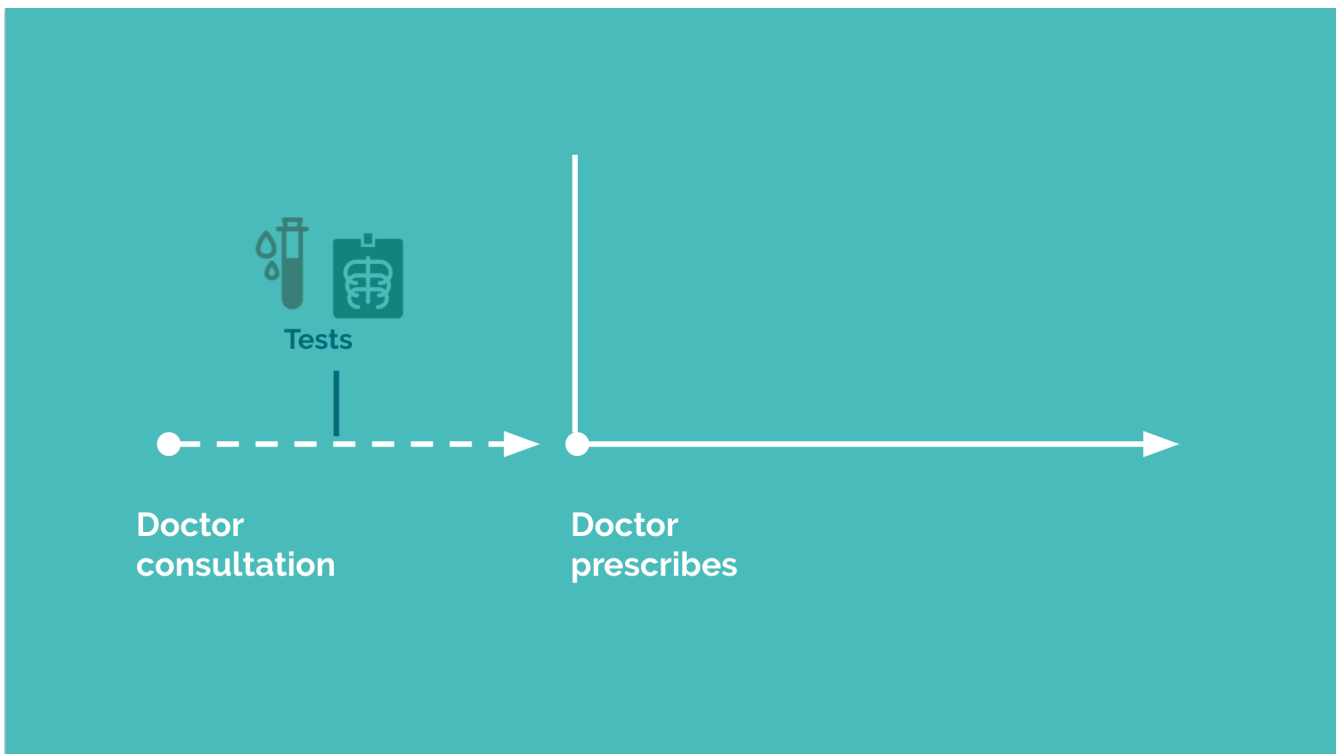 Tests
Doctor
consultation
Doctor
prescribes